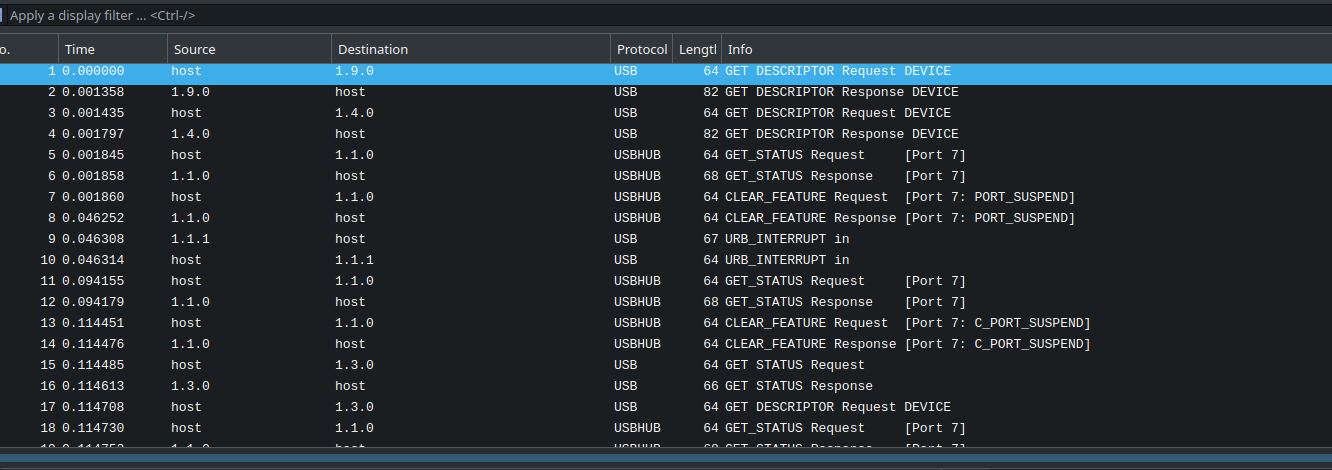 Apply a display filter ... <Ctrl-/>
o. Time Source Destination Protocol Lengtl Info
1 0.000000 host 1.9.0 USB 64 GET DESCRIPTOR Request DEVICE
2 0.001358 1.9.0 host USB 82 GET DESCRIPTOR Response DEVICE
3 0.001435 host 1.4.0 USB 64 GET DESCRIPTOR Request DEVICE
4 0.001797 1.4.0 host USB 82 GET DESCRIPTOR Response DEVICE
5 0.001845 host 1.1.0 USBHUB 64 GET_STATUS Request [Port 7]
6 0.001858 1.1.0 host USBHUB 68 GET_STATUS Response [Port 7]
7 0.001860 host 1.1.0 USBHUB 64 CLEAR_FEATURE Request [Port 7: PORT_SUSPEND]
8 0.046252 1.1.0 host USBHUB 64 CLEAR_FEATURE Response [Port 7: PORT_SUSPEND]
9 0.046308 1.1.1 host USB 67 URB_INTERRUPT in
10 0.046314 host 1.1.1 USB 64 URB_INTERRUPT in
11 0.094155 host 1.1.0 USBHUB 64 GET_STATUS Request [Port 7]
12 0.094179 1.1.0 host USBHUB 68 GET_STATUS Response [Port 7]
13 0.114451 host 1.1.0 USBHUB 64 CLEAR_FEATURE Request [Port 7: C_PORT_SUSPEND]
14 0.114476 1.1.0 host USBHUB 64 CLEAR_FEATURE Response [Port 7: C_PORT_SUSPEND]
15 0.114485 host 1.3.0 USB 64 GET STATUS Request
16 0.114613 1.3.0 host USB 66 GET STATUS Response
17 0.114708 host 1.3.0 USB 64 GET DESCRIPTOR Request DEVICE
18 0.114730 host 1.1.0 USBHUB 64 GET_STATUS Request [Port 7]